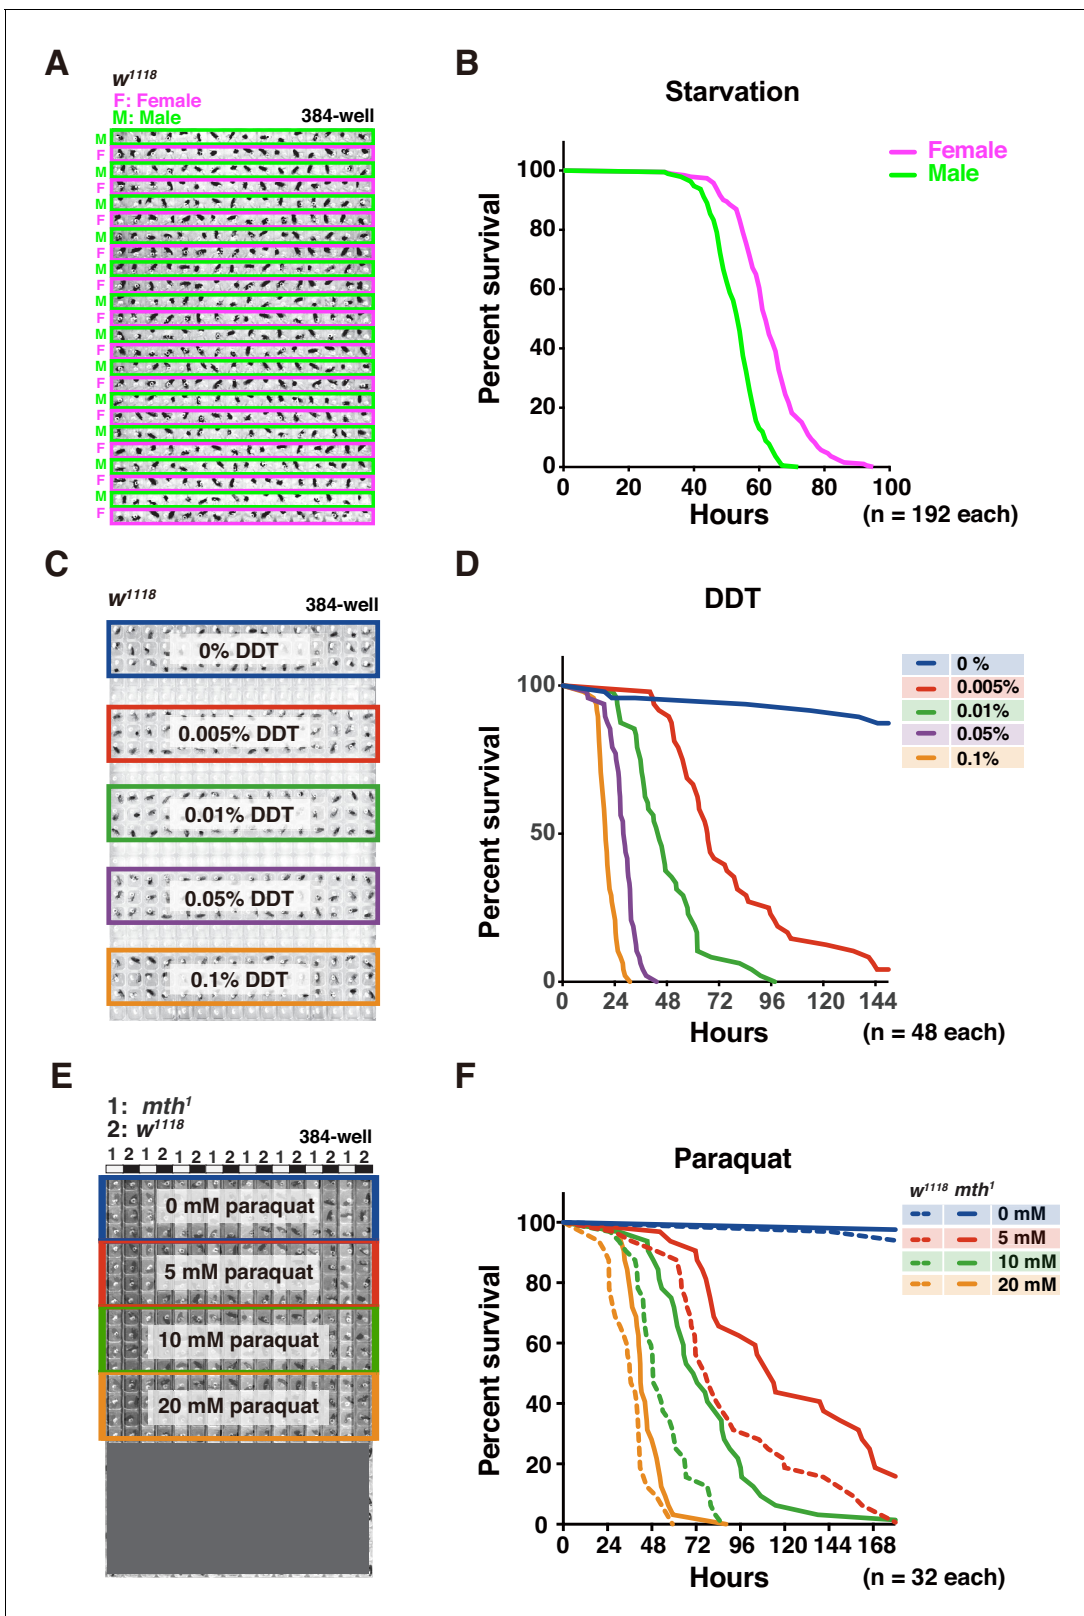 A
w1118
F: Female
M: Male
384-well
M
F
M
F
M
F
M
F
M
F
M
F
M
F
M
F
M
F
M
F
M
F
M
F
B
Starvation
Female
Male
Percent survival
100
80
60
40
20
0
0 20 40 60 80 100
Hours
(n = 192 each)
C
w1118
384-well
0% DDT
0.005% DDT
0.01% DDT
0.05% DDT
0.1% DDT
D
DDT
0 %
0.005%
0.01%
0.05%
0.1%
Percent survival
100
50
0
0 24 48 72 96 120 144
Hours
(n = 48 each)
E
1: mth1
2: w1118
384-well
1 2 1 2 1 2 1 2 1 2 1 2 1 2 1 2
0 mM paraquat
5 mM paraquat
10 mM paraquat
20 mM paraquat
F
Paraquat
w1118 mth1
0 mM
5 mM
10 mM
20 mM
Percent survival
100
80
60
40
20
0
0 24 48 72 96 120 144 168
Hours
(n = 32 each)